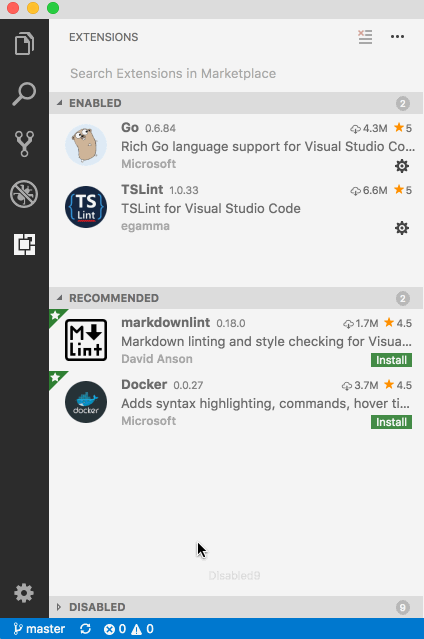 EXTENSIONS
Search Extensions in Marketplace
ENABLED 2
Go 0.6.84 4.3M 5
Rich Go language support for Visual Studio Co...
Microsoft
TS
Lint
TSLint 1.0.33 6.6M 5
TSLint for Visual Studio Code
egamma
RECOMMENDED 2
M
Lint
markdownlint 0.18.0 1.7M 4.5
Markdown linting and style checking for Visua...
David Anson Install
docker
Docker 0.0.27 3.7M 4.5
Adds syntax highlighting, commands, hover ti...
Microsoft Install
Disabled9
DISABLED 9
master 0 0